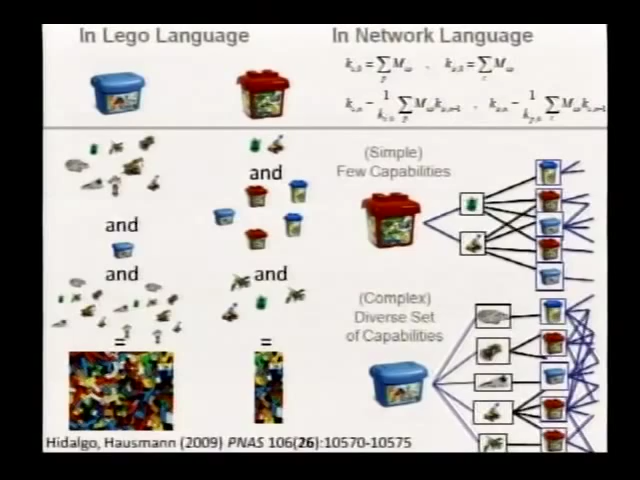 In Lego Language
In Network Language
and
and
and
and
=
=
(Simple)
Few Capabilities
(Complex)
Diverse Set
of Capabilities
Hidalgo, Hausmann (2009) PNAS 106(26):10570-10575